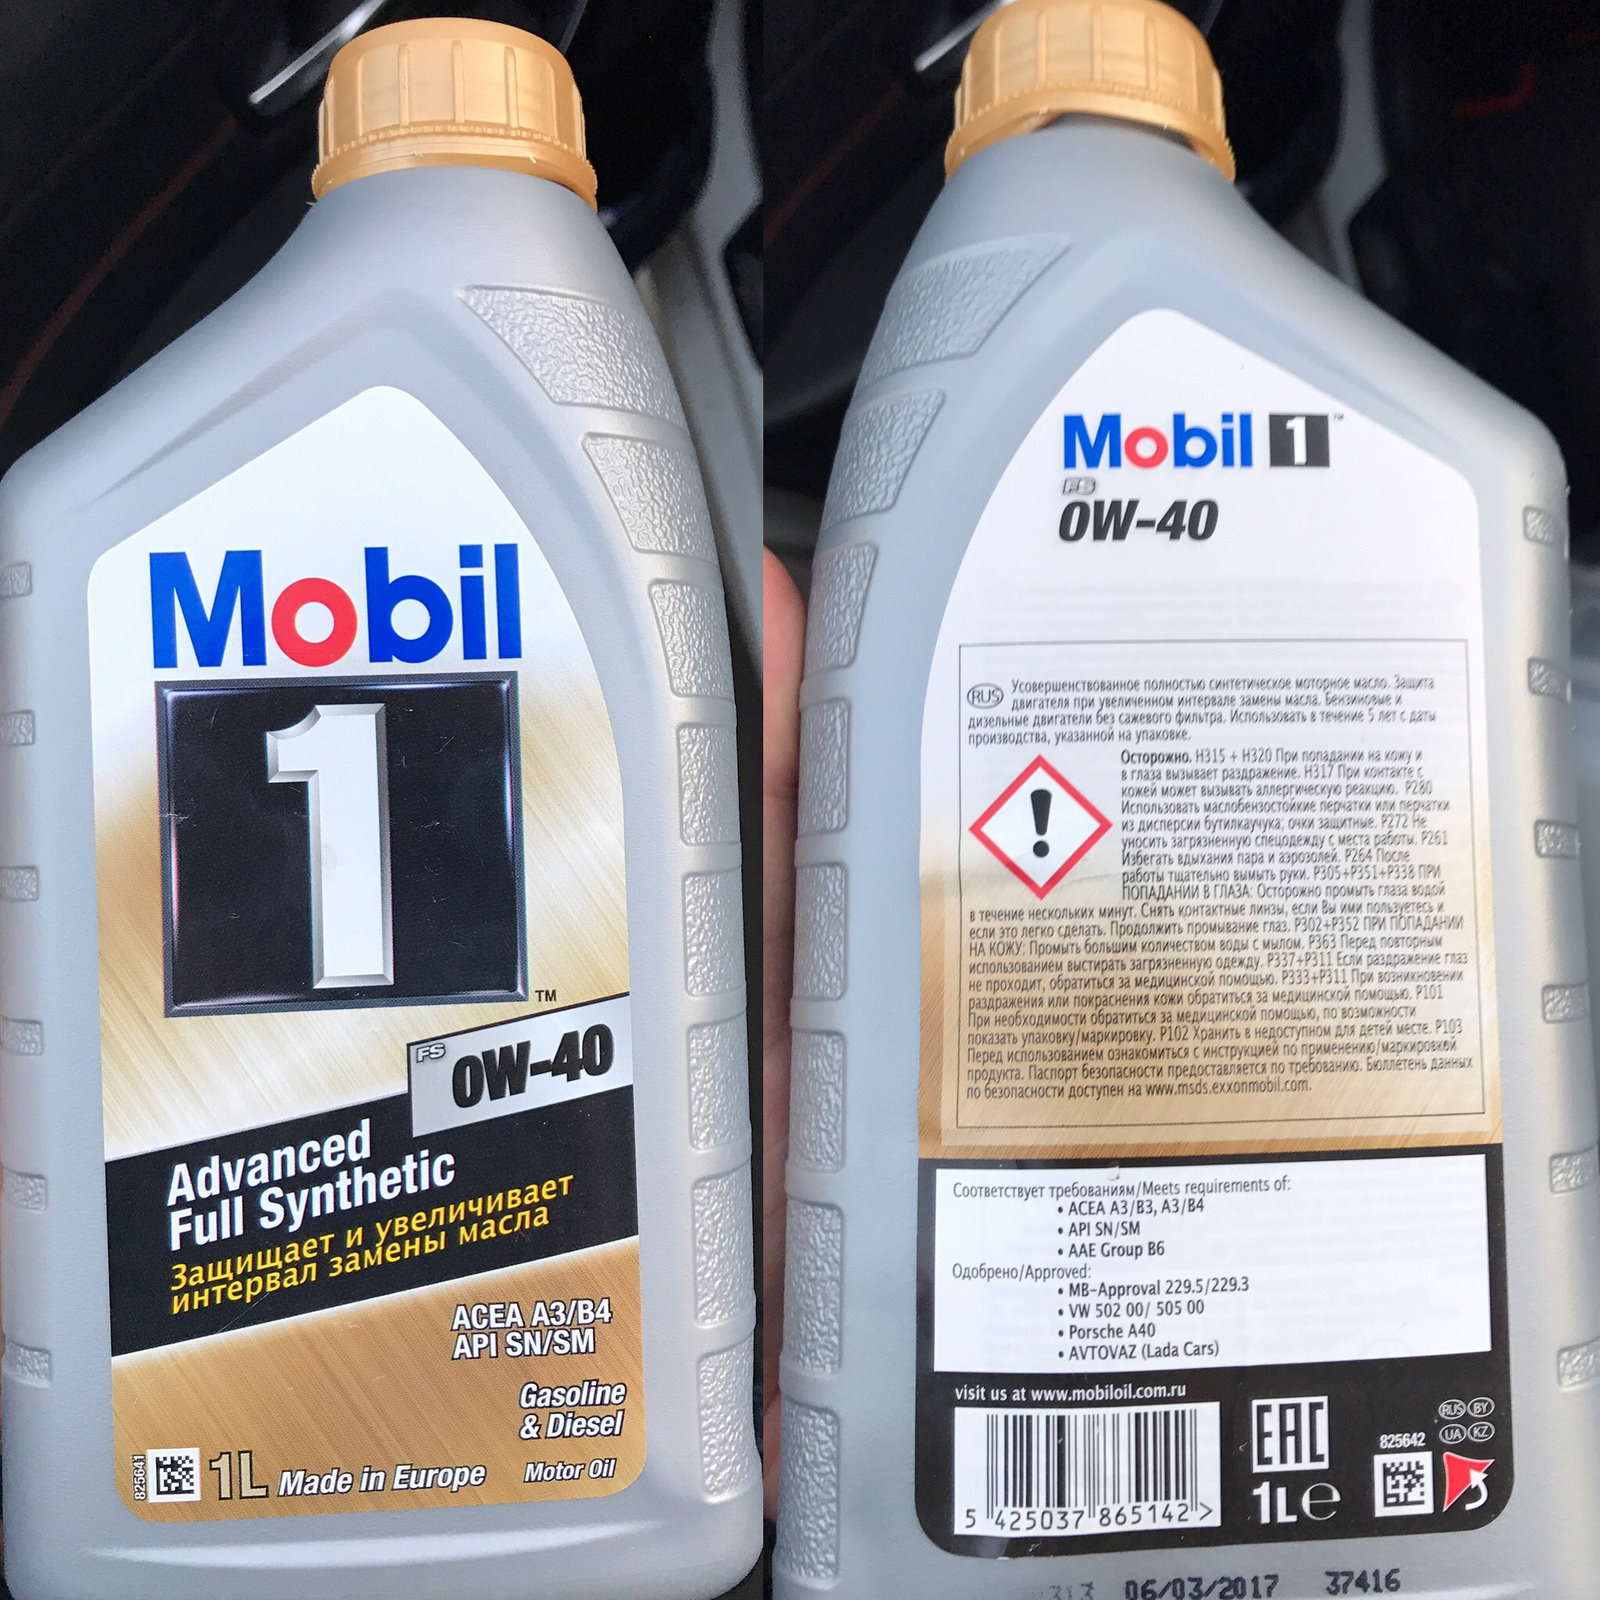 Mobil
1
TM
FS
0W-40
Advanced
Full Synthetic
Защищает и увеличивает
интервал замены масла
ACEA A3/B4
API SN/SM
Gasoline
& Diesel
825641
1L Made in Europe Motor Oil
Mobil 1 ™
FS
0W-40
RUS Усовершенствованное полностью синтетическое моторное масло. Защита
двигателя при увеличенном интервале замены масла. Бензиновые и
дизельные двигатели без сажевого фильтра. Использовать в течение 5 лет с даты
производства, указанной на упаковке.
Осторожно. H315 + H320 При попадании на кожу и
в глаза вызывает раздражение. H317 При контакте с
кожей может вызывать аллергическую реакцию. P280
Использовать маслобензостойкие перчатки или перчатки
из дисперсии бутилкаучука; очки защитные. P272 Не
уносить загрязненную спецодежду с места работы. P261
Избегать вдыхания пара и аэрозолей. P264 После
работы тщательно вымыть руки. P305+P351+P338 ПРИ
ПОПАДАНИИ В ГЛАЗА: Осторожно промыть глаза водой
в течение нескольких минут. Снять контактные линзы, если Вы ими пользуетесь и
если это легко сделать. Продолжить промывание глаз. P302+P352 ПРИ ПОПАДАНИИ
НА КОЖУ: Промыть большим количеством воды с мылом. P363 Перед повторным
использованием выстирать загрязненную одежду. P337+P311 Если раздражение глаз
не проходит, обратиться за медицинской помощью. P333+P311 При возникновении
раздражения или покраснения кожи обратиться за медицинской помощью. P101
При необходимости обратиться за медицинской помощью, по возможности
показать упаковку/маркировку. P102 Хранить в недоступном для детей месте. P103
Перед использованием ознакомиться с инструкцией по применению/маркировкой
продукта. Паспорт безопасности предоставляется по требованию. Бюллетень данных
по безопасности доступен на www.msds.exxonmobil.com.
Соответствует требованиям/Meets requirements of:
• ACEA A3/B3, A3/B4
• API SN/SM
• AAE Group B6
Одобрено/Approved:
• MB-Approval 229.5/229.3
• VW 502 00/ 505 00
• Porsche A40
• AVTOVAZ (Lada Cars)
visit us at www.mobiloil.com.ru
5 425037 865142 >
EAC
1L e
825642
RUS BY
UA KZ
06/03/2017 37416